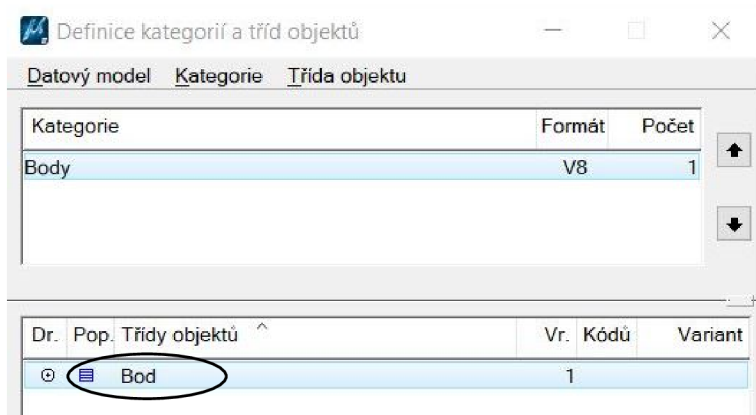 Definice kategorií a tříd objektů
Datový model Kategorie Třída objektu
Kategorie Formát Počet
Body V8 1
Dr. Pop. Třídy objektů Vr. Kódů Variant
Bod 1